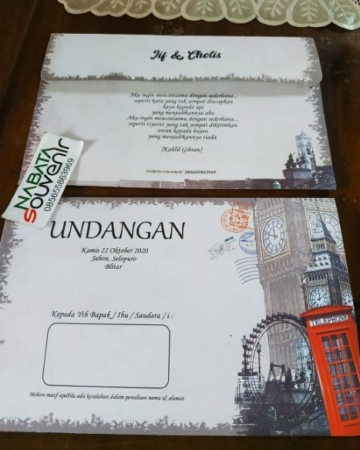 Iif & Cholis
Aku ingin mencintaimu dengan sederhana...
seperti kata yang tak sempat diucapkan
kayu kepada api
yang menjadikannya abu
Aku ingin mencintaimu dengan sederhana...
seperti isyarat yang tak sempat dikirimkan
awan kepada hujan
yang menjadikannya tiada
[Kahlil Gibran]
NABATA
souvenir
085655663969
UNDANGAN
Kamis 22 Oktober 2020
Jabon, Selopuro
Blitar
TELEPHONE
Kepada Yth Bapak / Ibu / Saudara / i :
Mohon maaf apabila ada kesalahan dalam penulisan nama & alamat